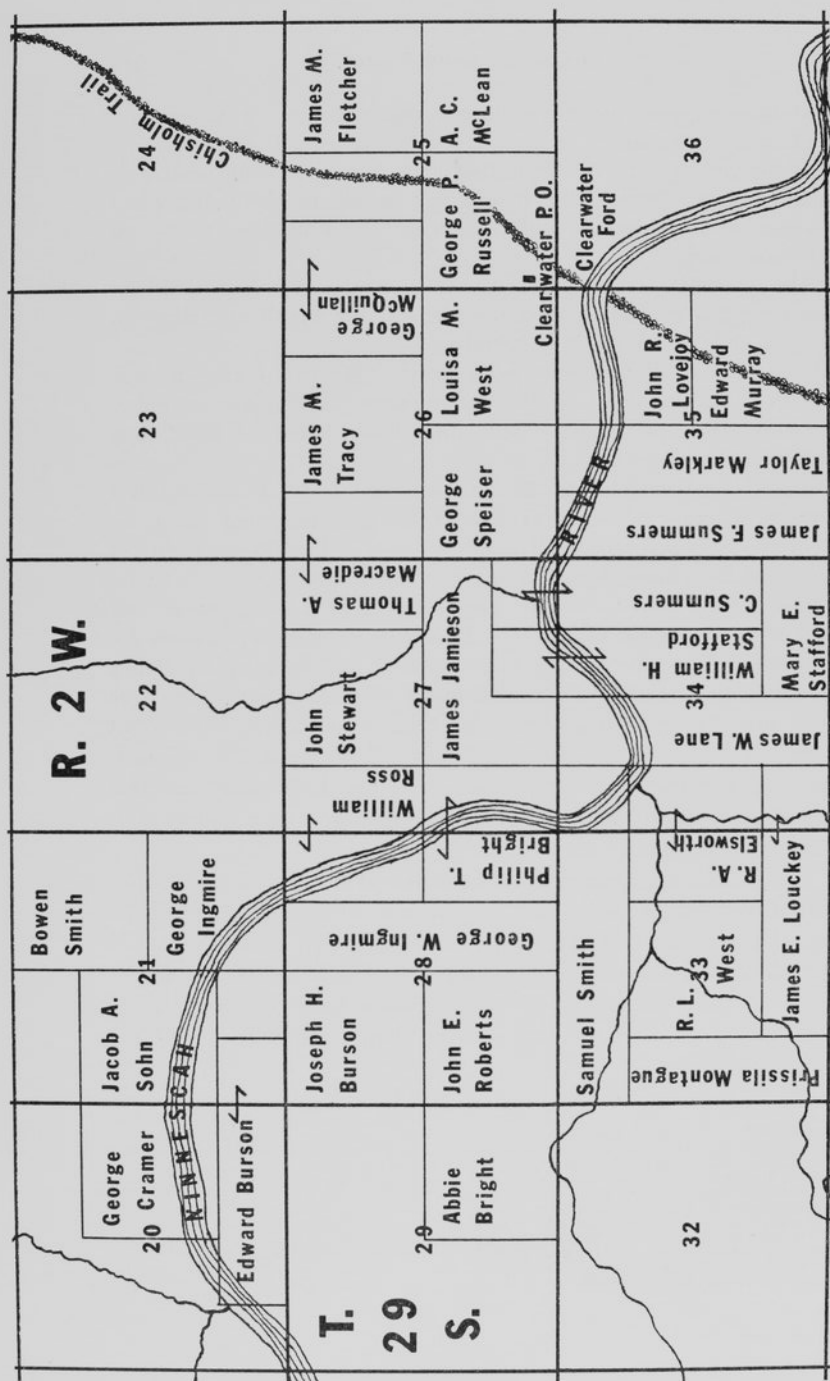 R. 2 W.
T.
29
S.
20
21
22
23
24
Chisholm
Trail
Bowen
Smith
George
Ingmire
Jacob A.
Sohn
George
Cramer
Edward Burson
KINNESCAH
29
28
27
26
25
Abbie
Bright
Joseph H.
Burson
John E.
Roberts
George W. Ingmire
Philip T.
Bright
William
Ross
John
Stewart
James Jamieson
Thomas A.
Macredie
James M.
Tracy
George
McQuillan
George
Speiser
Louisa M.
West
George P.
Russell
James M.
Fletcher
A. C.
McLean
Clearwater P.O.
32
33
34
35
36
Samuel Smith
Prissila Montague
R. L.
West
R. A.
Elsworth
James E. Louckey
James W. Lane
William H.
Stafford
C. Summers
Mary E.
Stafford
RIVER
James F. Summers
Taylor Markley
John R.
Lovejoy
Edward
Murray
Clearwater
Ford